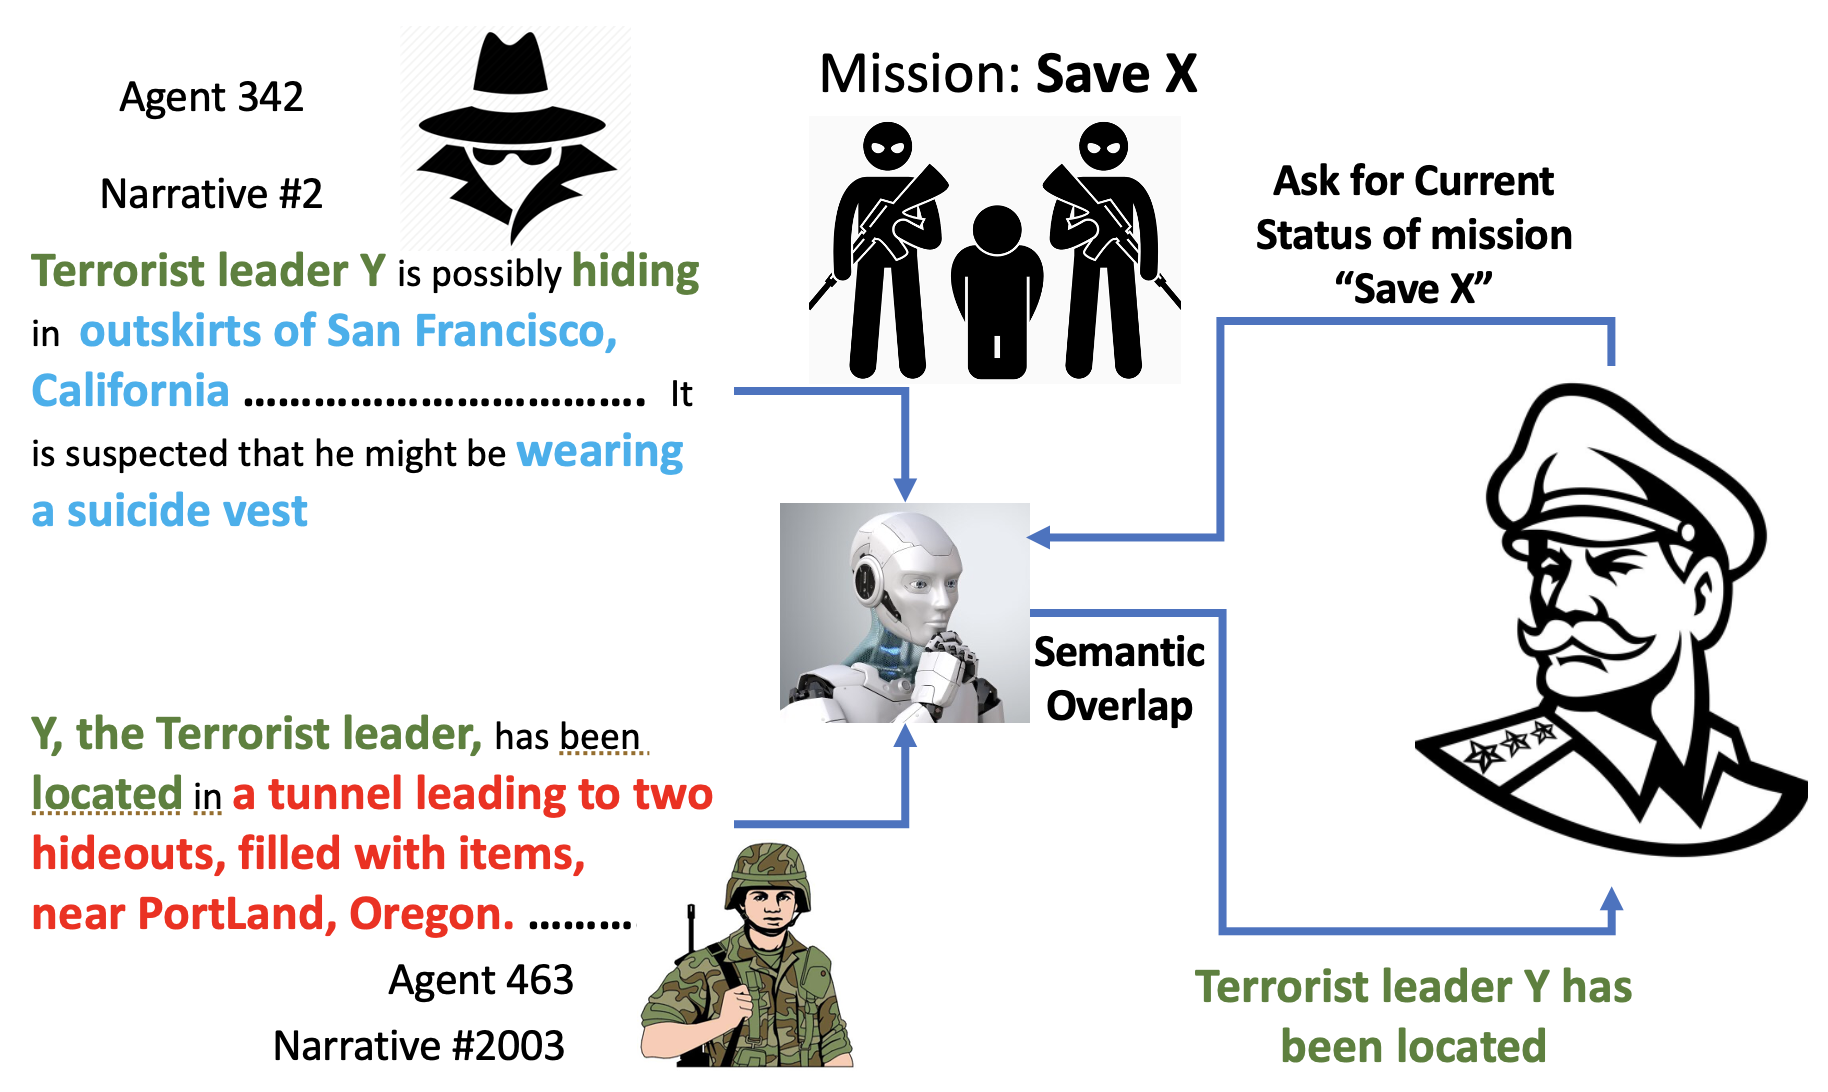 Agent 342
Narrative #2
Terrorist leader Y is possibly hiding
in outskirts of San Francisco,
California ……………………………. It
is suspected that he might be wearing
a suicide vest
Mission: Save X
Ask for Current
Status of mission
“Save X”
Semantic
Overlap
Y, the Terrorist leader, has been
located in a tunnel leading to two
hideouts, filled with items,
near PortLand, Oregon. ………
Agent 463
Narrative #2003
Terrorist leader Y has
been located